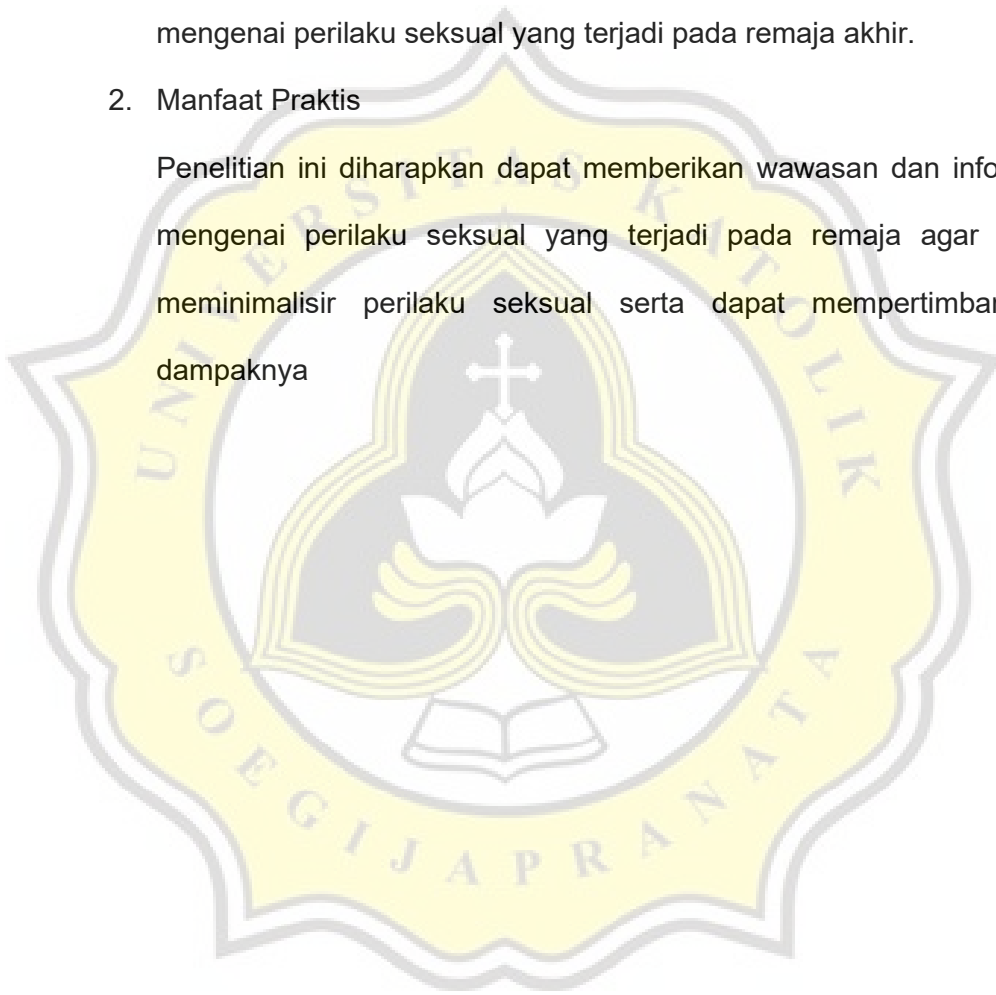 mengenai perilaku seksual yang terjadi pada remaja akhir.
2. Manfaat Praktis
Penelitian ini diharapkan dapat memberikan wawasan dan info
mengenai perilaku seksual yang terjadi pada remaja agar
meminimalisir perilaku seksual serta dapat mempertimban
dampaknya
UNIVERSITAS KATOLIK
SOEGIJAPRANATA